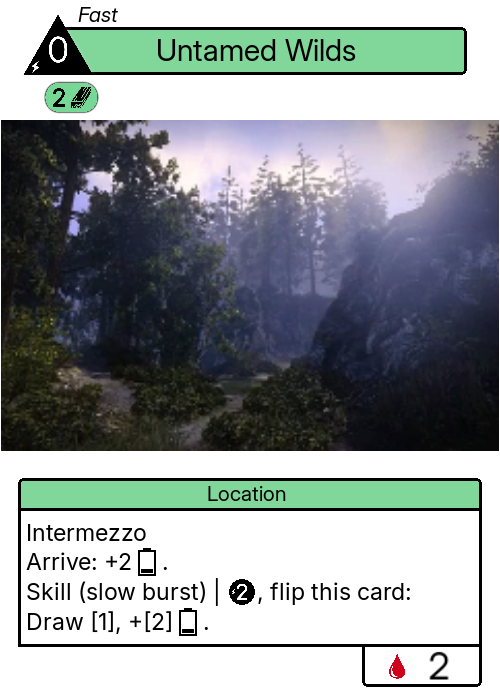 Fast
0
Untamed Wilds
2
Location
Intermezzo
Arrive: +2 .
Skill (slow burst) | 2, flip this card:
Draw [1], +[2] .
2